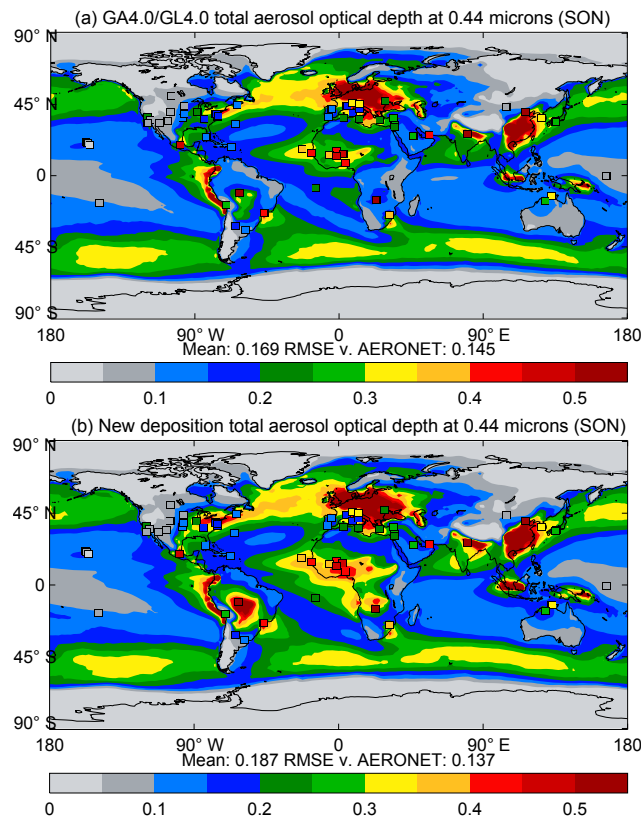 (a) GA4.0/GL4.0 total aerosol optical depth at 0.44 microns (SON)
90° N
45° N
0
45° S
90° S
180 90° W 0 90° E 180
Mean: 0.169 RMSE v. AERONET: 0.145
0 0.1 0.2 0.3 0.4 0.5
(b) New deposition total aerosol optical depth at 0.44 microns (SON)
90° N
45° N
0
45° S
90° S
180 90° W 0 90° E 180
Mean: 0.187 RMSE v. AERONET: 0.137
0 0.1 0.2 0.3 0.4 0.5